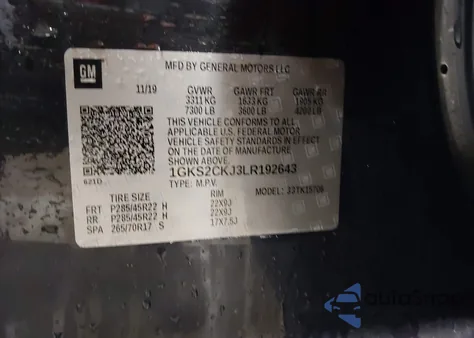 GM
MFD BY GENERAL MOTORS LLC
11/19 GVWR GAWR FRT GAWR RR
3311 KG 1633 KG 1905 KG
7300 LB 3600 LB 4200 LB
THIS VEHICLE CONFORMS TO ALL
APPLICABLE U.S. FEDERAL MOTOR
VEHICLE SAFETY STANDARDS IN EFFECT
ON THE DATE OF MANUFACTURE
SHOWN ABOVE.
1GKS2CKJ3LR192643
TYPE: M.P.V. MODEL:
TIRE SIZE RIM
FRT P285/45R22 H 22X9J
RR P285/45R22 H 22X9J
SPA 265/70R17 S 17X7.5J